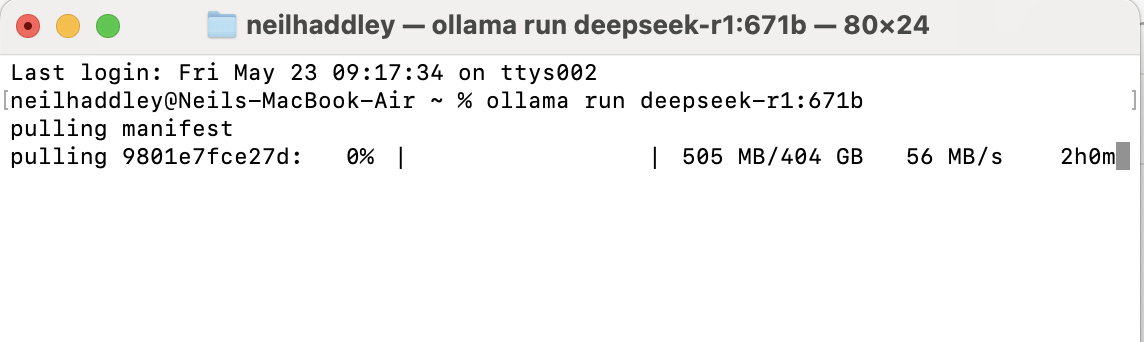 neilhaddley — ollama run deepseek-r1:671b — 80×24
Last login: Fri May 23 09:17:34 on ttys002
[neilhaddley@Neils-MacBook-Air ~ % ollama run deepseek-r1:671b ]
pulling manifest
pulling 9801e7fce27d:   0% |                  | 505 MB/404 GB   56 MB/s    2h0m